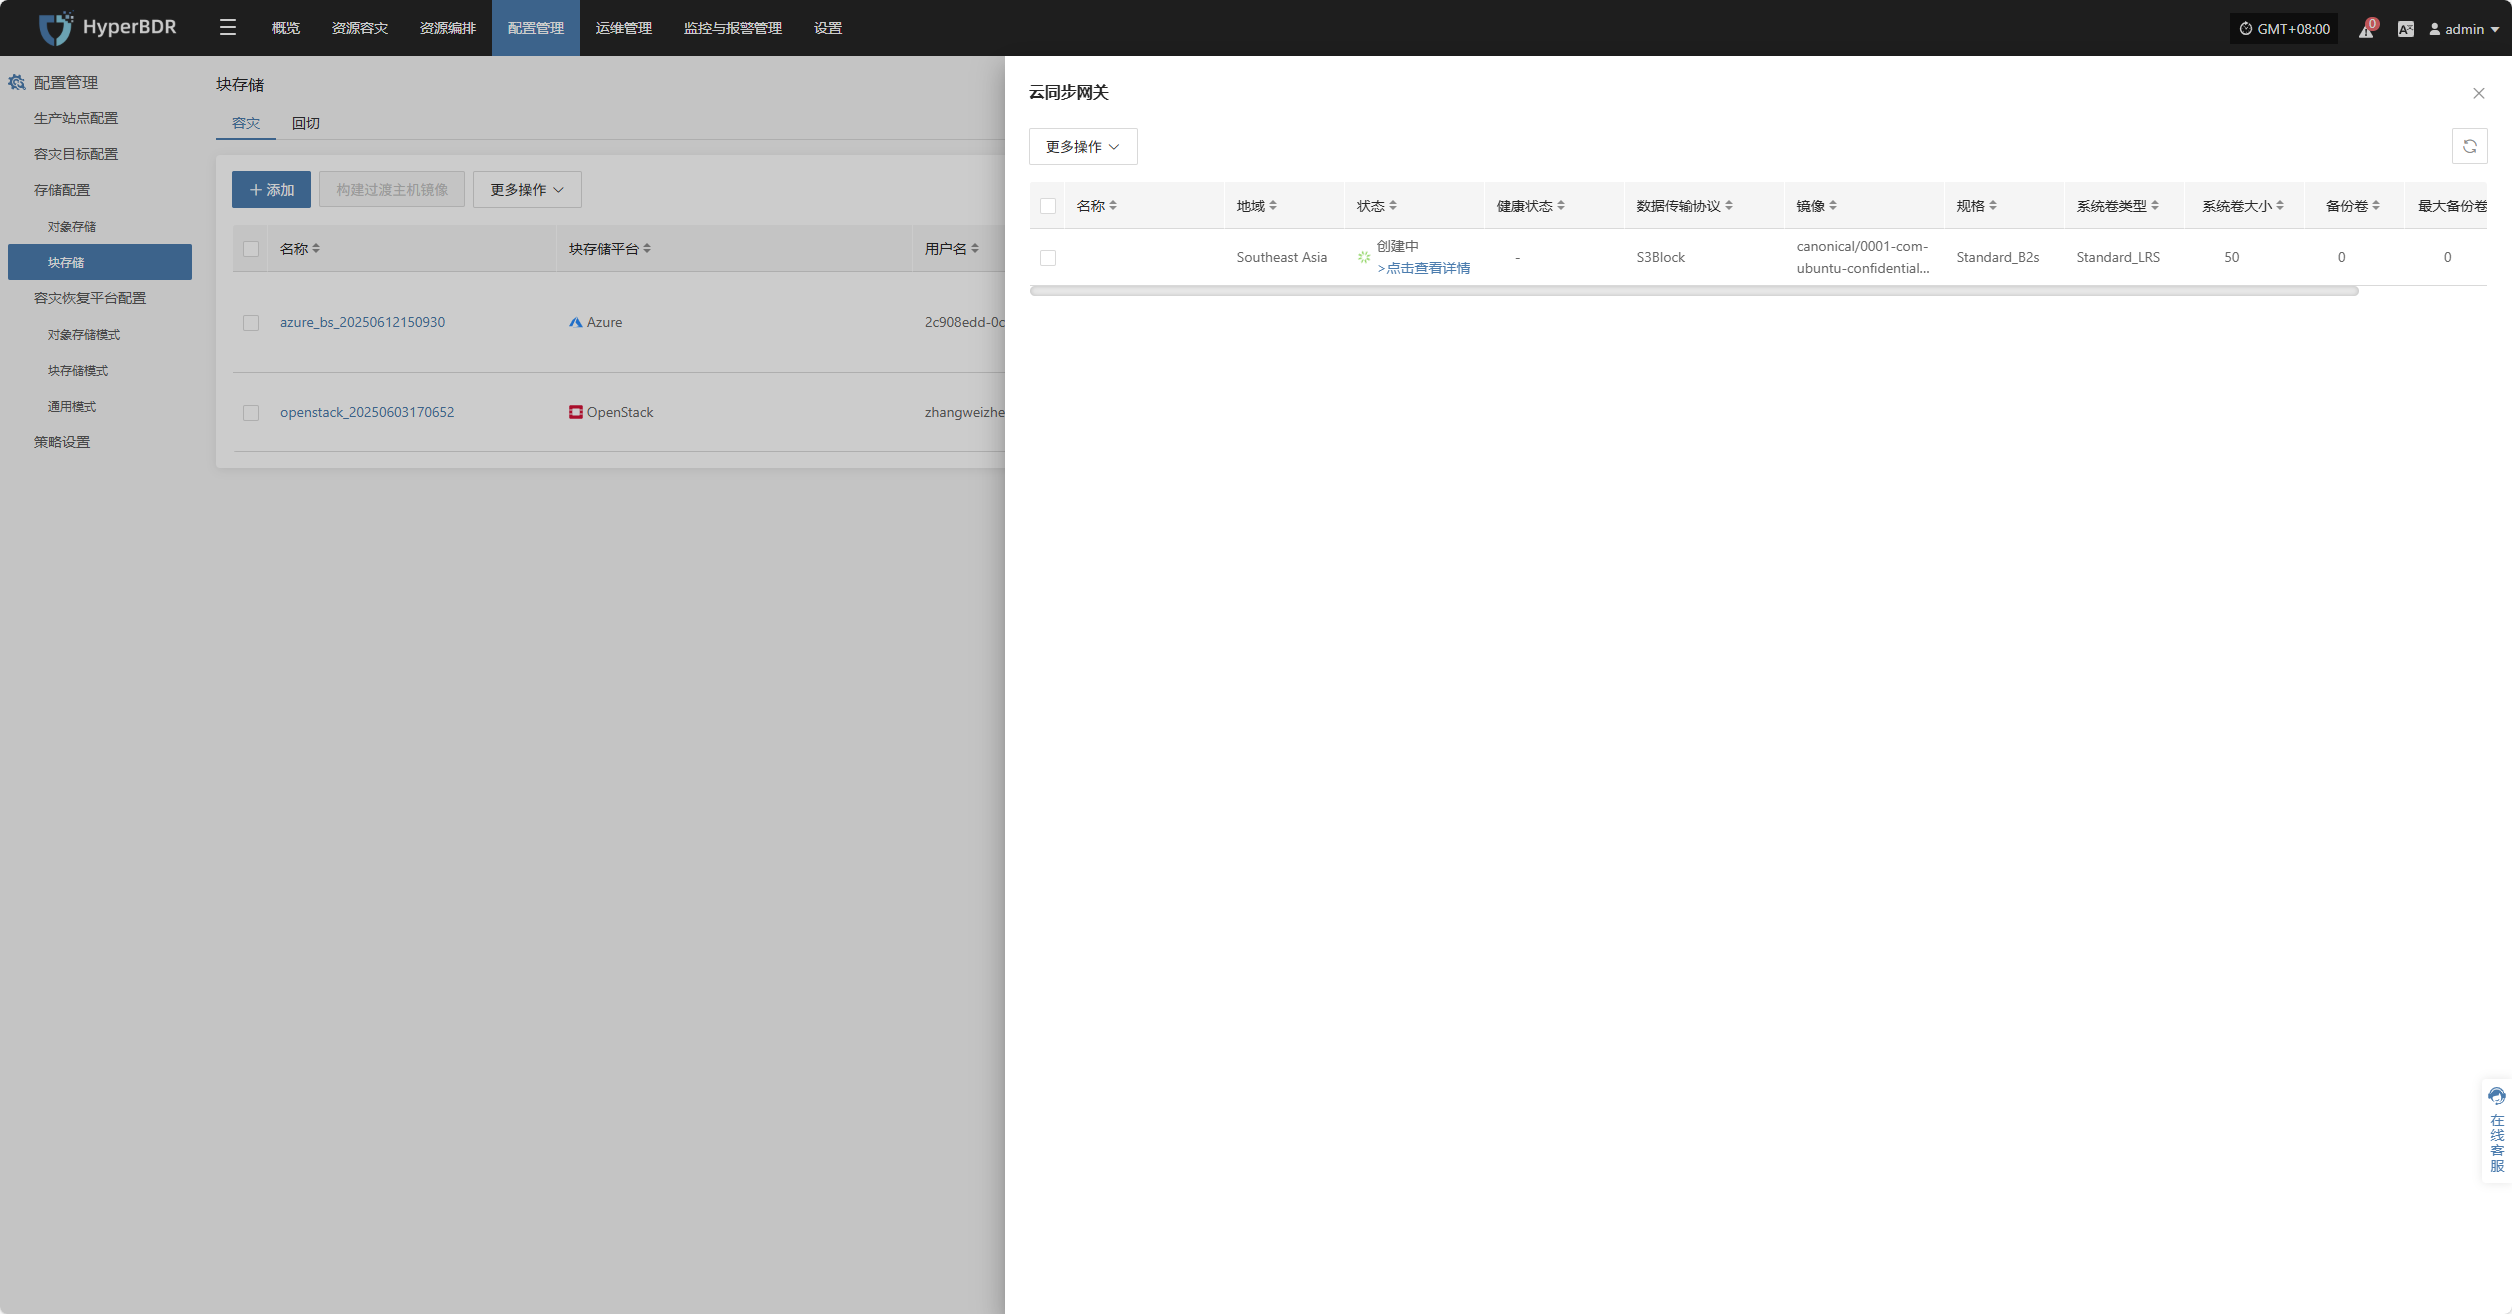 HyperBDR
概览
资源容灾
资源编排
配置管理
运维管理
监控与报警管理
设置
GMT+08:00
0
admin
配置管理
生产站点配置
容灾目标配置
存储配置
对象存储
块存储
容灾恢复平台配置
对象存储模式
块存储模式
通用模式
策略设置
块存储
容灾
回切
添加
构建过渡主机镜像
更多操作
名称
块存储平台
用户名
azure_bs_20250612150930
Azure
2c908edd-0c
openstack_20250603170652
OpenStack
zhangweizhe
云同步网关
更多操作
名称
地域
状态
健康状态
数据传输协议
镜像
规格
系统卷类型
系统卷大小
备份卷
最大备份卷
Southeast Asia
创建中
>点击查看详情
-
S3Block
canonical/0001-com-
ubuntu-confidential...
Standard_B2s
Standard_LRS
50
0
0
在线客服